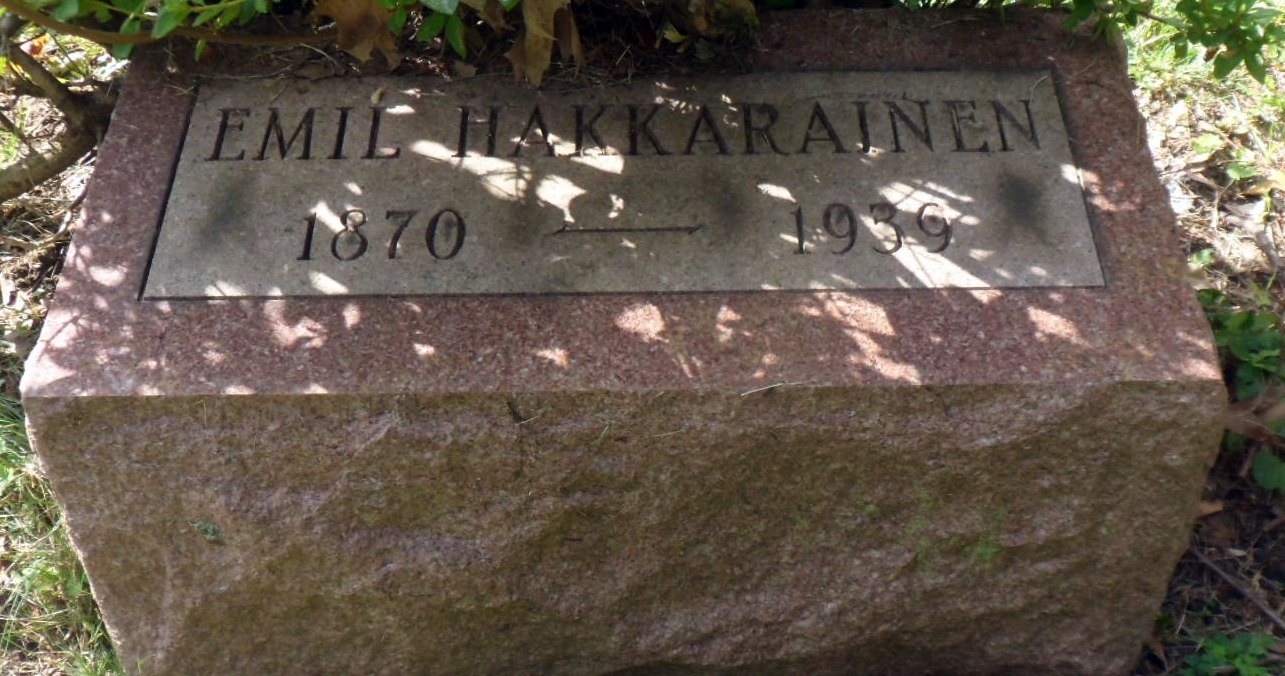 EMIL HAKKARAINEN
1870 — 1939